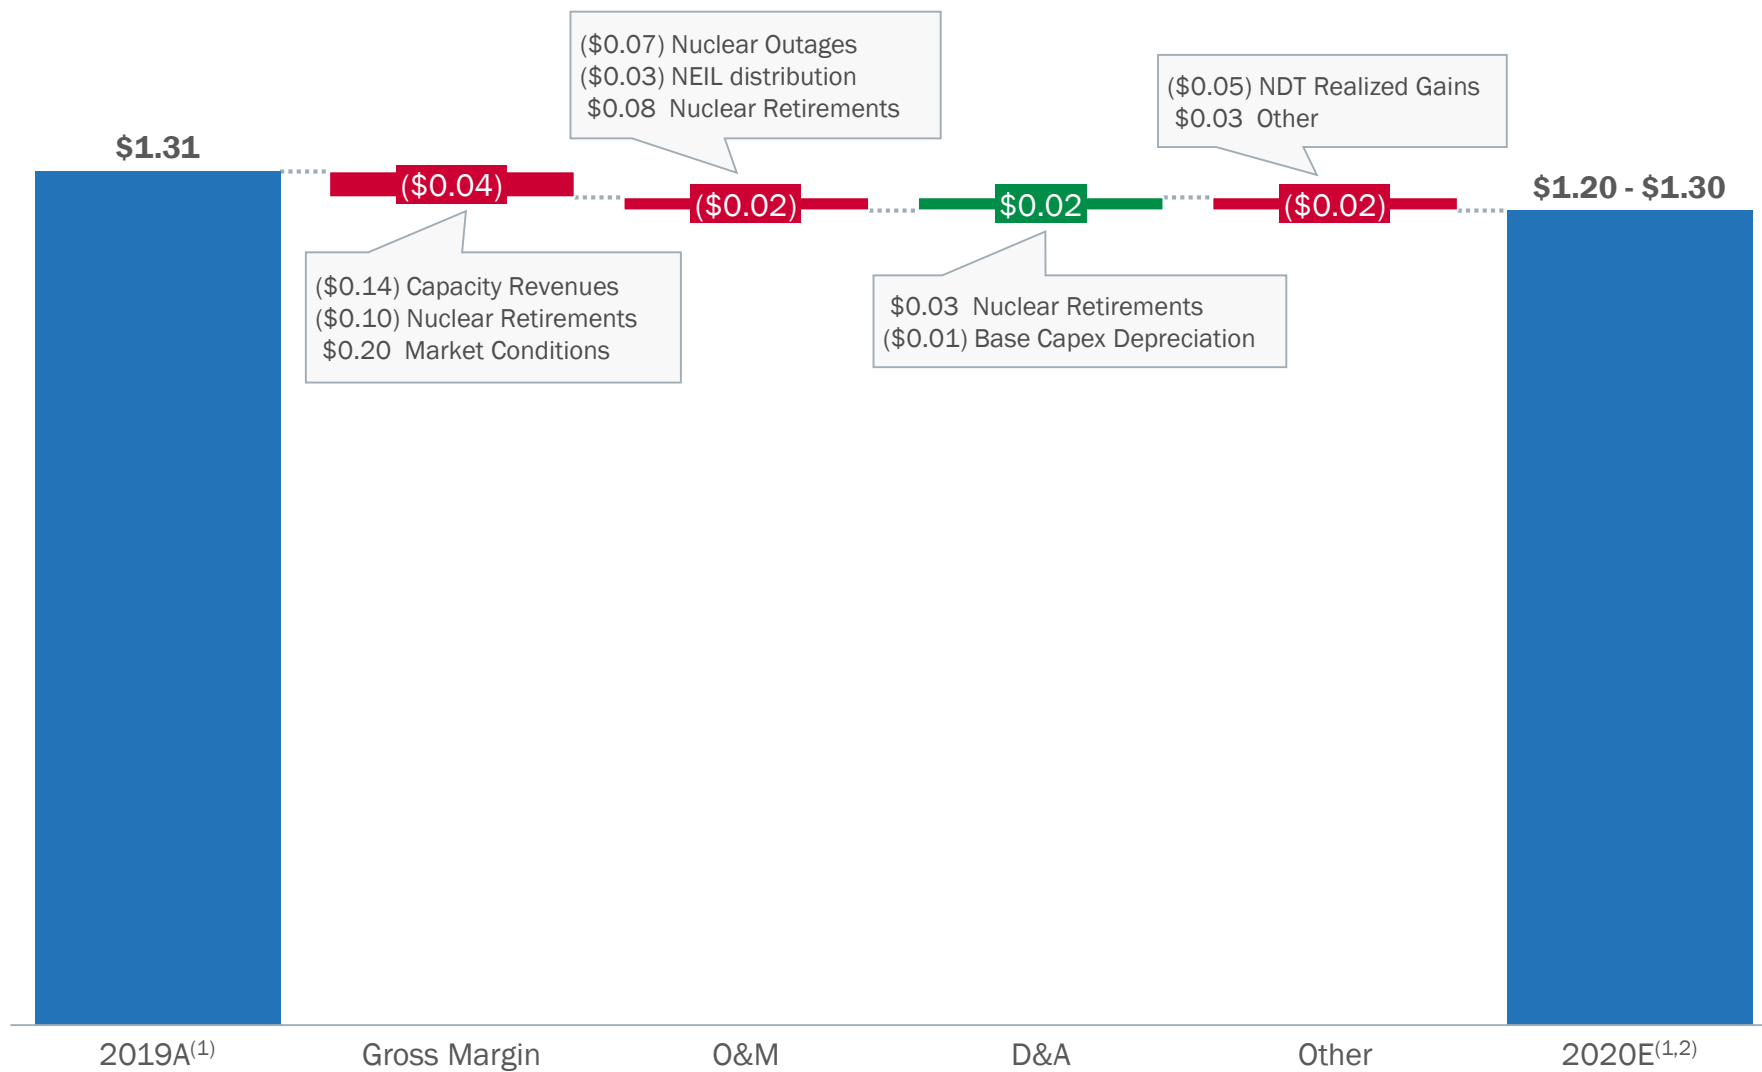 ($0.07) Nuclear Outages
($0.03) NEIL distribution
$0.08 Nuclear Retirements
($0.05) NDT Realized Gains
$0.03 Other
$1.31
($0.04)
($0.02)
$0.02
($0.02)
$1.20 - $1.30
($0.14) Capacity Revenues
($0.10) Nuclear Retirements
$0.20 Market Conditions
$0.03 Nuclear Retirements
($0.01) Base Capex Depreciation
2019A(1)
Gross Margin
O&M
D&A
Other
2020E(1,2)